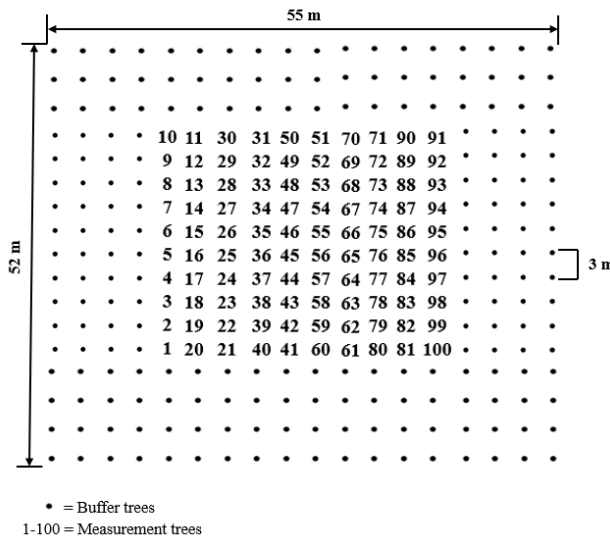 55 m
10 11 30 31 50 51 70 71 90 91
9 12 29 32 49 52 69 72 89 92
8 13 28 33 48 53 68 73 88 93
7 14 27 34 47 54 67 74 87 94
6 15 26 35 46 55 66 75 86 95
5 16 25 36 45 56 65 76 85 96
4 17 24 37 44 57 64 77 84 97
3 18 23 38 43 58 63 78 83 98
2 19 22 39 42 59 62 79 82 99
1 20 21 40 41 60 61 80 81 100
52 m
3 m
• = Buffer trees
1-100 = Measurement trees